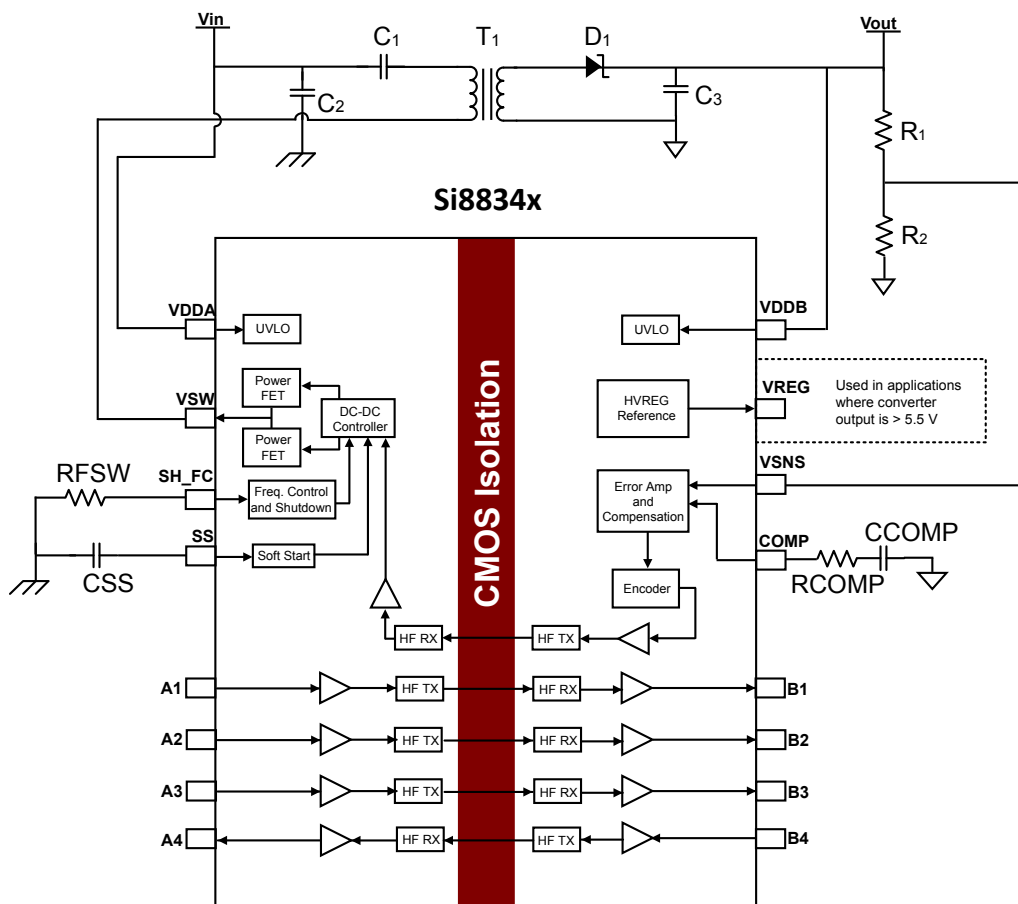 Vin
Vout
C1
T1
D1
C2
C3
R1
R2
Si8834x
CMOS Isolation
VDDA
UVLO
VSW
Power
FET
Power
FET
DC-DC
Controller
RFSW
SH_FC
Freq. Control
and Shutdown
SS
Soft Start
CSS
VDDB
UVLO
VREG
HVREG
Reference
Used in applications
where converter
output is > 5.5 V
VSNS
Error Amp
and
Compensation
COMP
CCOMP
RCOMP
Encoder
HF RX
HF TX
A1
HF TX
HF RX
B1
A2
HF TX
HF RX
B2
A3
HF TX
HF RX
B3
A4
HF RX
HF TX
B4